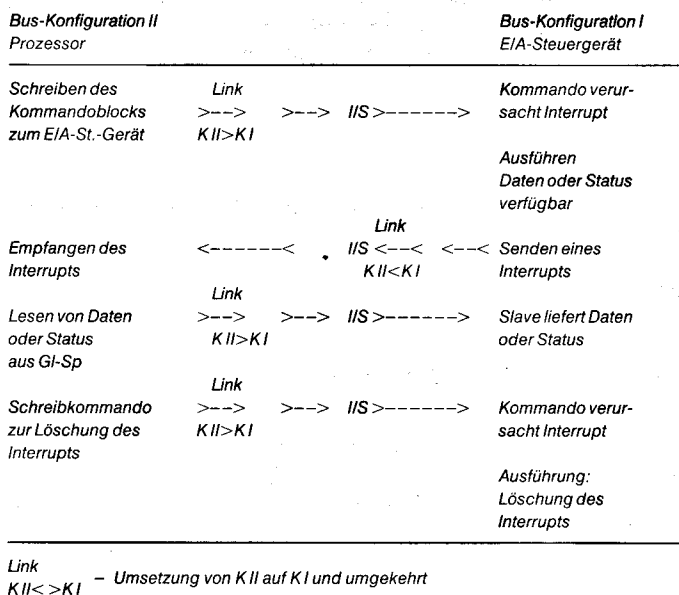 Bus-Konfiguration II Bus-Konfiguration I
Prozessor E/A-Steuergerät
Schreiben des Link Kommando verur-
Kommandoblocks >--> >--> I/S >------> sacht Interrupt
zum E/A-St.-Gerät K II>K I
Ausführen
Daten oder Status
verfügbar
Link
Empfangen des <------< I/S <--< <--< Senden eines
Interrupts K II<K I Interrupts
Link
Lesen von Daten >--> >--> I/S >------> Slave liefert Daten
oder Status K II>K I oder Status
aus Gl-Sp
Link
Schreibkommando >--> >--> I/S >------> Kommando verur-
zur Löschung des K II>K I sacht Interrupt
Interrupts
Ausführung:
Löschung des
Interrupts
Link
K II< >K I – Umsetzung von K II auf K I und umgekehrt